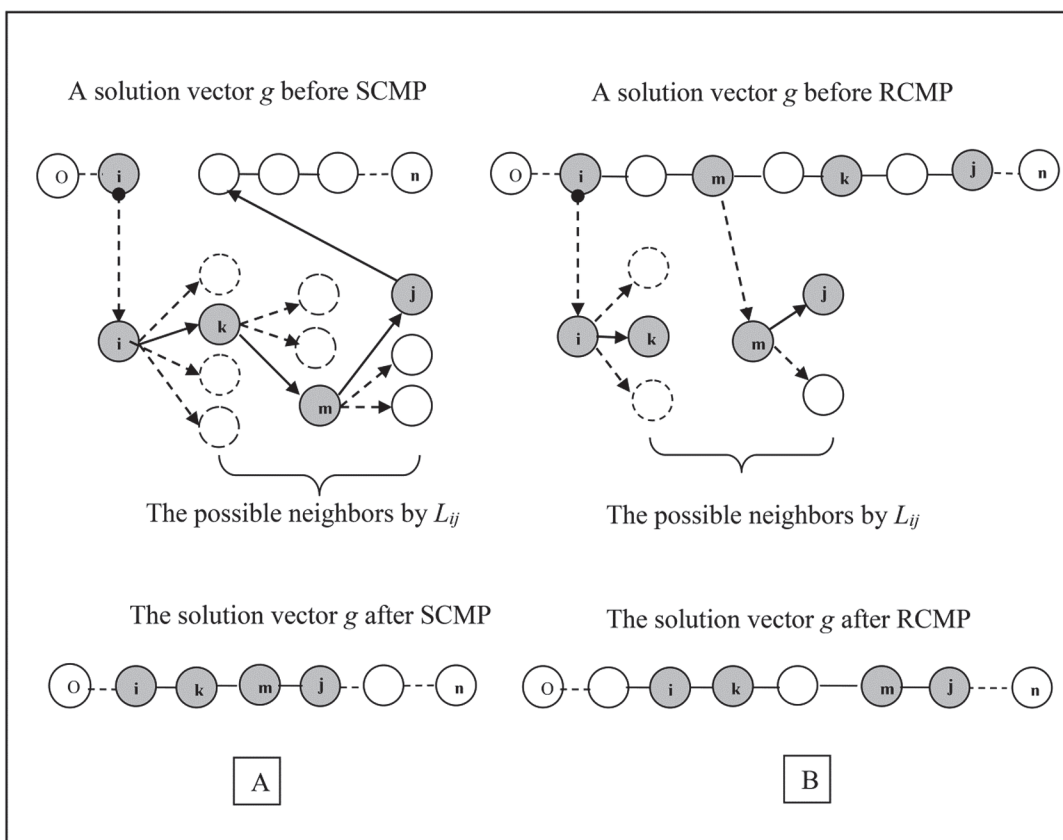 A solution vector g before SCMP
O i n
i k j m
The possible neighbors by Lij
The solution vector g after SCMP
O i k m j n
A
A solution vector g before RCMP
O i m k j n
i k m j
The possible neighbors by Lij
The solution vector g after RCMP
O i k m j n
B